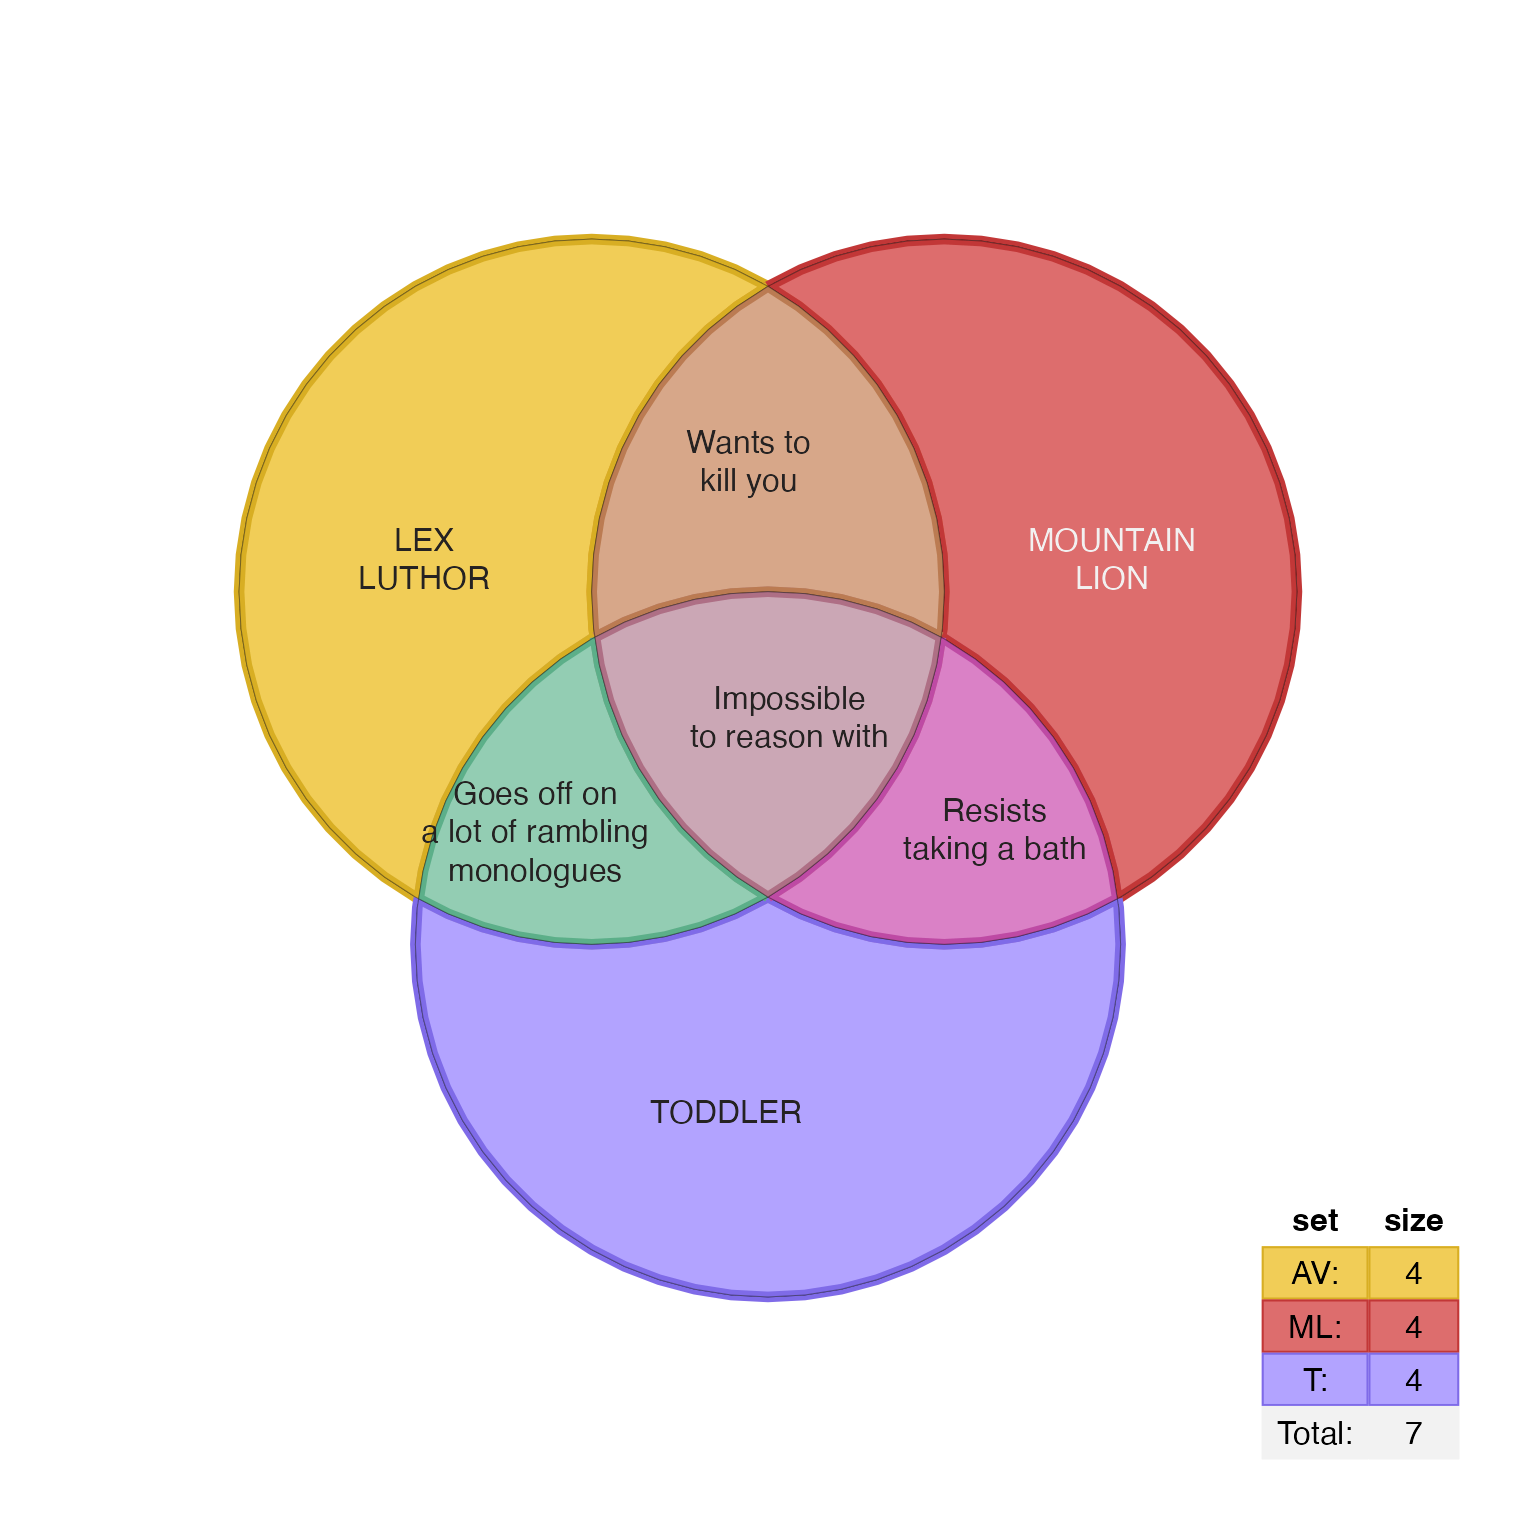 Wants to
kill you
LEX
LUTHOR
MOUNTAIN
LION
Impossible
to reason with
Goes off on
a lot of rambling
monologues
Resists
taking a bath
TODDLER
set size
AV: 4
ML: 4
T: 4
Total: 7